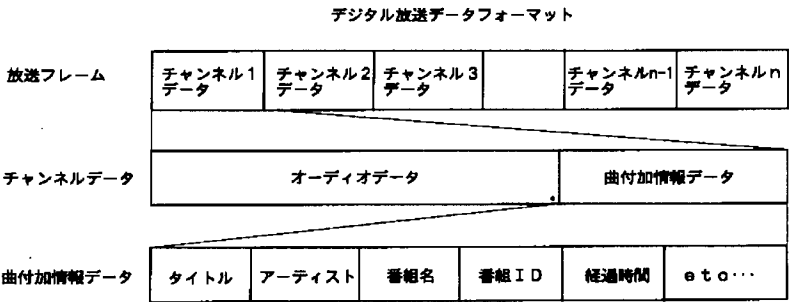 デジタル放送データフォーマット
放送フレーム
チャンネル1
データ
チャンネル2
データ
チャンネル3
データ
チャンネルn-1
データ
チャンネルn
データ
チャンネルデータ
オーディオデータ
曲付加情報データ
曲付加情報データ
タイトル
アーティスト
番組名
番組ID
経過時間
etc…